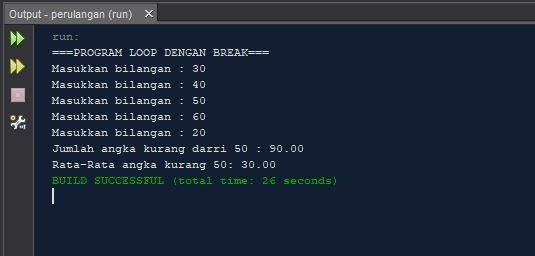 Output - perulangan (run) ×
run:
===PROGRAM LOOP DENGAN BREAK===
Masukkan bilangan : 30
Masukkan bilangan : 40
Masukkan bilangan : 50
Masukkan bilangan : 60
Masukkan bilangan : 20
Jumlah angka kurang darri 50 : 90.00
Rata-Rata angka kurang 50: 30.00
BUILD SUCCESSFUL (total time: 26 seconds)